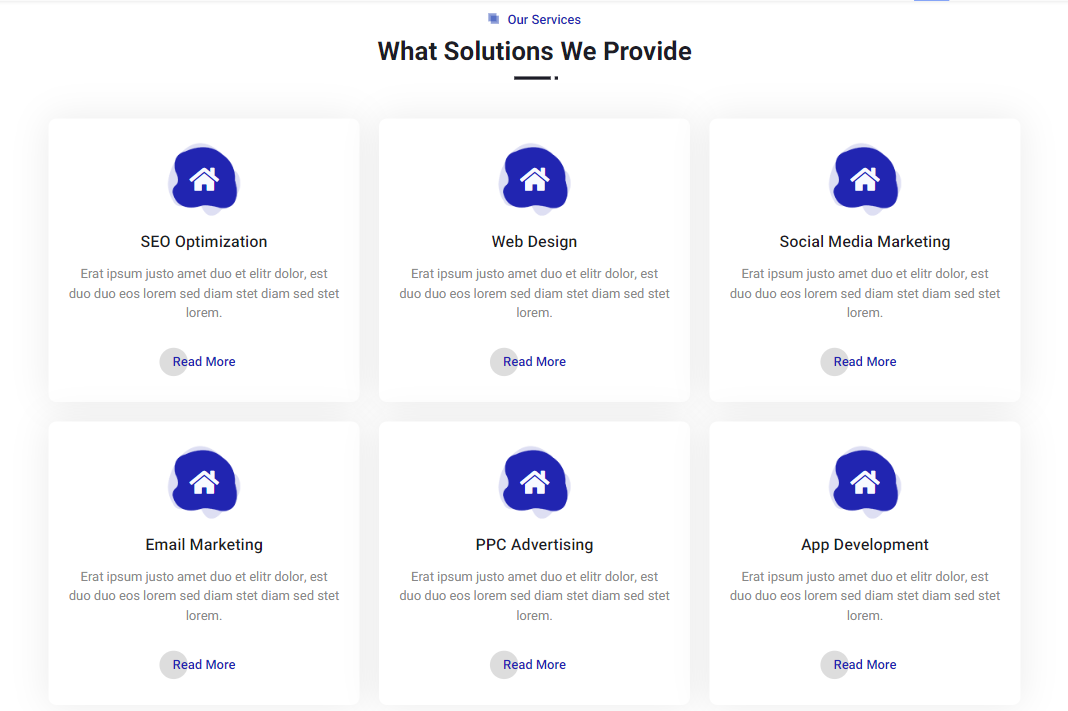 Our Services
What Solutions We Provide
SEO Optimization
Erat ipsum justo amet duo et elitr dolor, est
duo duo eos lorem sed diam stet diam sed stet
lorem.
Read More
Web Design
Erat ipsum justo amet duo et elitr dolor, est
duo duo eos lorem sed diam stet diam sed stet
lorem.
Read More
Social Media Marketing
Erat ipsum justo amet duo et elitr dolor, est
duo duo eos lorem sed diam stet diam sed stet
lorem.
Read More
Email Marketing
Erat ipsum justo amet duo et elitr dolor, est
duo duo eos lorem sed diam stet diam sed stet
lorem.
Read More
PPC Advertising
Erat ipsum justo amet duo et elitr dolor, est
duo duo eos lorem sed diam stet diam sed stet
lorem.
Read More
App Development
Erat ipsum justo amet duo et elitr dolor, est
duo duo eos lorem sed diam stet diam sed stet
lorem.
Read More